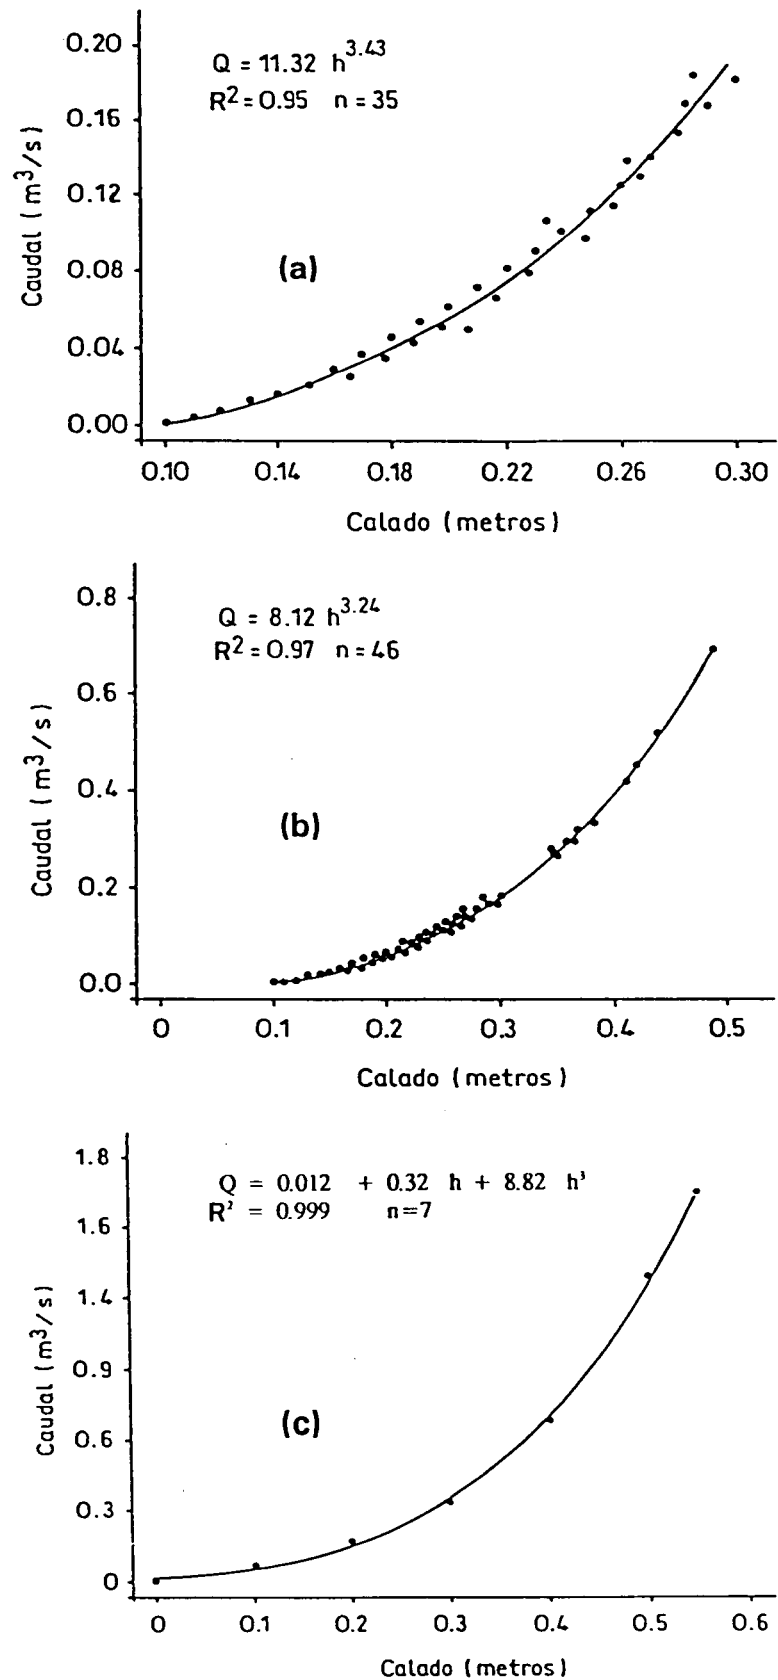 Q = 11.32 h^3.43
R² = 0.95 n = 35
Caudal (m³/s)
0.20
0.16
0.12
0.08
0.04
0.00
(a)
0.10 0.14 0.18 0.22 0.26 0.30
Calado (metros)
Q = 8.12 h^3.24
R² = 0.97 n = 46
Caudal (m³/s)
0.8
0.6
0.4
0.2
0.0
(b)
0 0.1 0.2 0.3 0.4 0.5
Calado (metros)
Q = 0.012 + 0.32 h + 8.82 h³
R² = 0.999 n=7
Caudal (m³/s)
1.8
1.6
1.4
0.9
0.6
0.3
0
(c)
0 0.1 0.2 0.3 0.4 0.5 0.6
Calado (metros)